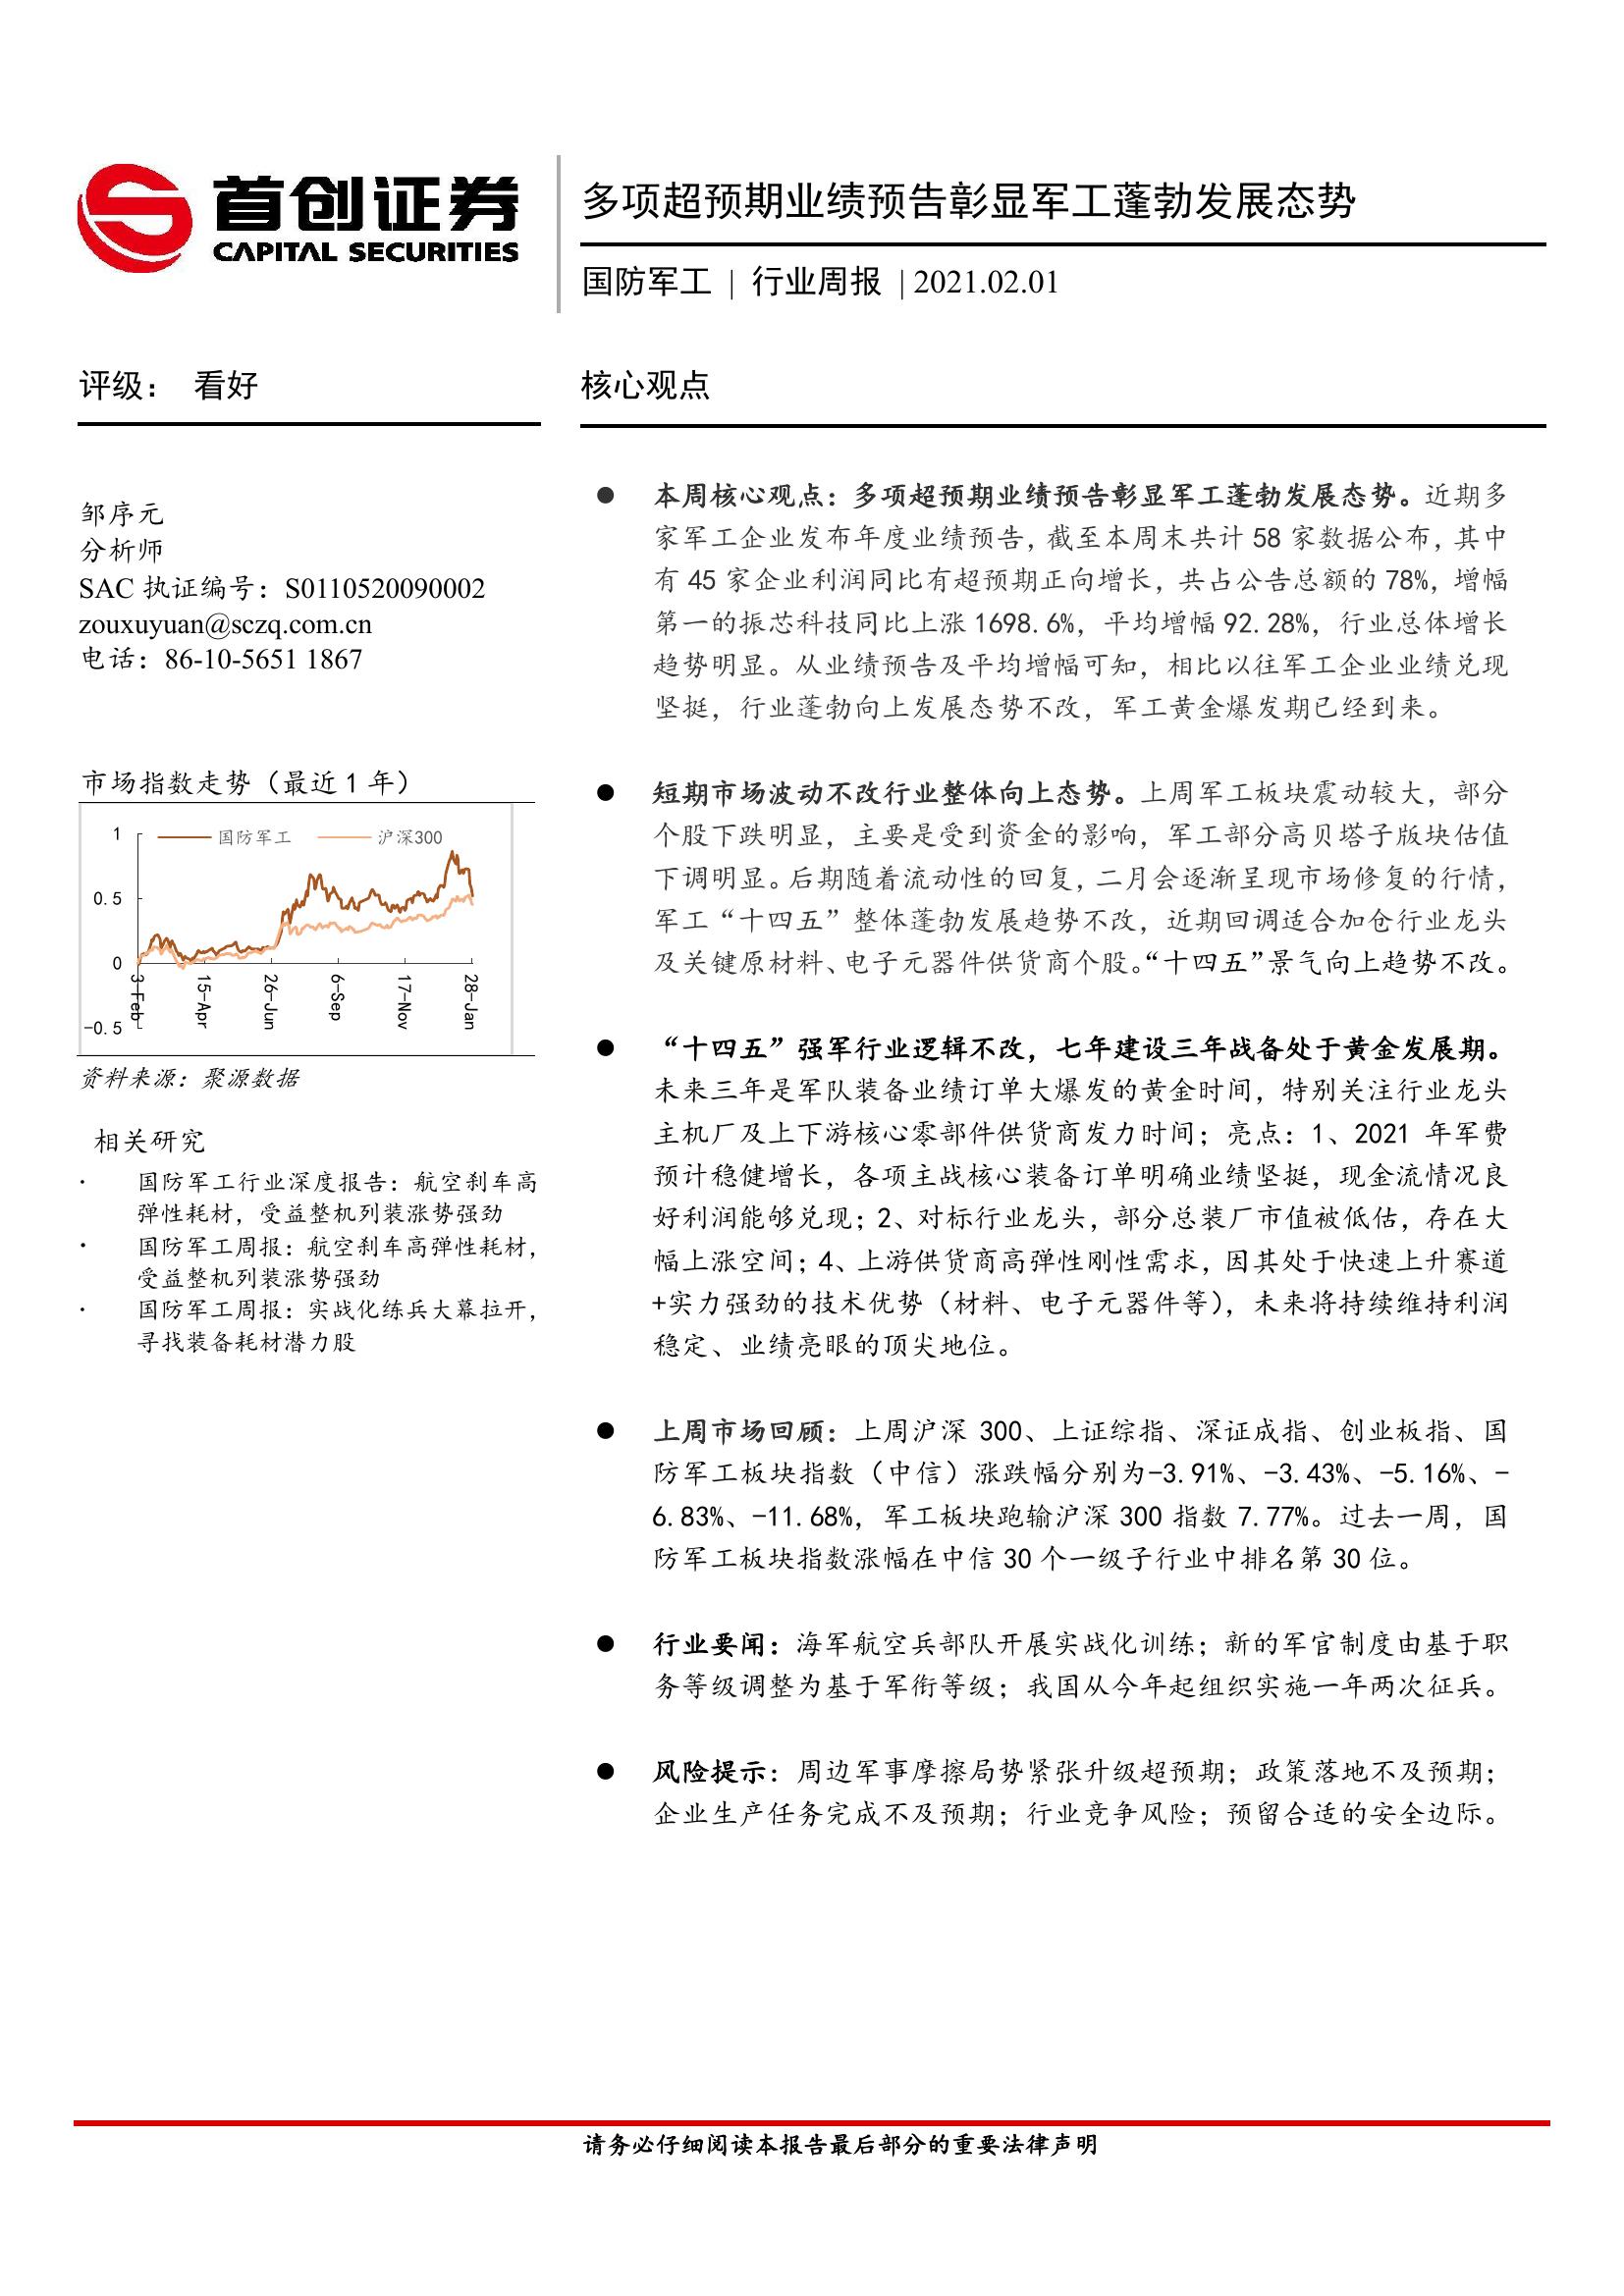 首创证券
CAPITAL SECURITIES
多项超预期业绩预告彰显军工蓬勃发展态势
国防军工 | 行业周报 | 2021.02.01
评级： 看好
邹序元
分析师
SAC 执证编号：S0110520090002
zouxuyuan@sczq.com.cn
电话：86-10-5651 1867
市场指数走势（最近 1 年）
国防军工 沪深300
1
0.5
0
-0.5
3-Feb
15-Apr
26-Jun
6-Sep
17-Nov
28-Jan
资料来源：聚源数据
相关研究
· 国防军工行业深度报告：航空刹车高
弹性耗材，受益整机列装涨势强劲
· 国防军工周报：航空刹车高弹性耗材，
受益整机列装涨势强劲
· 国防军工周报：实战化练兵大幕拉开，
寻找装备耗材潜力股
核心观点
● 本周核心观点：多项超预期业绩预告彰显军工蓬勃发展态势。近期多
家军工企业发布年度业绩预告，截至本周末共计 58 家数据公布，其中
有 45 家企业利润同比有超预期正向增长，共占公告总额的 78%，增幅
第一的振芯科技同比上涨 1698.6%，平均增幅 92.28%，行业总体增长
趋势明显。从业绩预告及平均增幅可知，相比以往军工企业业绩兑现
坚挺，行业蓬勃向上发展态势不改，军工黄金爆发期已经到来。
● 短期市场波动不改行业整体向上态势。上周军工板块震动较大，部分
个股下跌明显，主要是受到资金的影响，军工部分高贝塔子版块估值
下调明显。后期随着流动性的回复，二月会逐渐呈现市场修复的行情，
军工“十四五”整体蓬勃发展趋势不改，近期回调适合加仓行业龙头
及关键原材料、电子元器件供货商个股。“十四五”景气向上趋势不改。
● “十四五”强军行业逻辑不改，七年建设三年战备处于黄金发展期。
未来三年是军队装备业绩订单大爆发的黄金时间，特别关注行业龙头
主机厂及上下游核心零部件供货商发力时间；亮点：1、2021 年军费
预计稳健增长，各项主战核心装备订单明确业绩坚挺，现金流情况良
好利润能够兑现；2、对标行业龙头，部分总装厂市值被低估，存在大
幅上涨空间；4、上游供货商高弹性刚性需求，因其处于快速上升赛道
+实力强劲的技术优势（材料、电子元器件等），未来将持续维持利润
稳定、业绩亮眼的顶尖地位。
● 上周市场回顾：上周沪深 300、上证综指、深证成指、创业板指、国
防军工板块指数（中信）涨跌幅分别为-3.91%、-3.43%、-5.16%、-
6.83%、-11.68%，军工板块跑输沪深 300 指数 7.77%。过去一周，国
防军工板块指数涨幅在中信 30 个一级子行业中排名第 30 位。
● 行业要闻：海军航空兵部队开展实战化训练；新的军官制度由基于职
务等级调整为基于军衔等级；我国从今年起组织实施一年两次征兵。
● 风险提示：周边军事摩擦局势紧张升级超预期；政策落地不及预期；
企业生产任务完成不及预期；行业竞争风险；预留合适的安全边际。
请务必仔细阅读本报告最后部分的重要法律声明